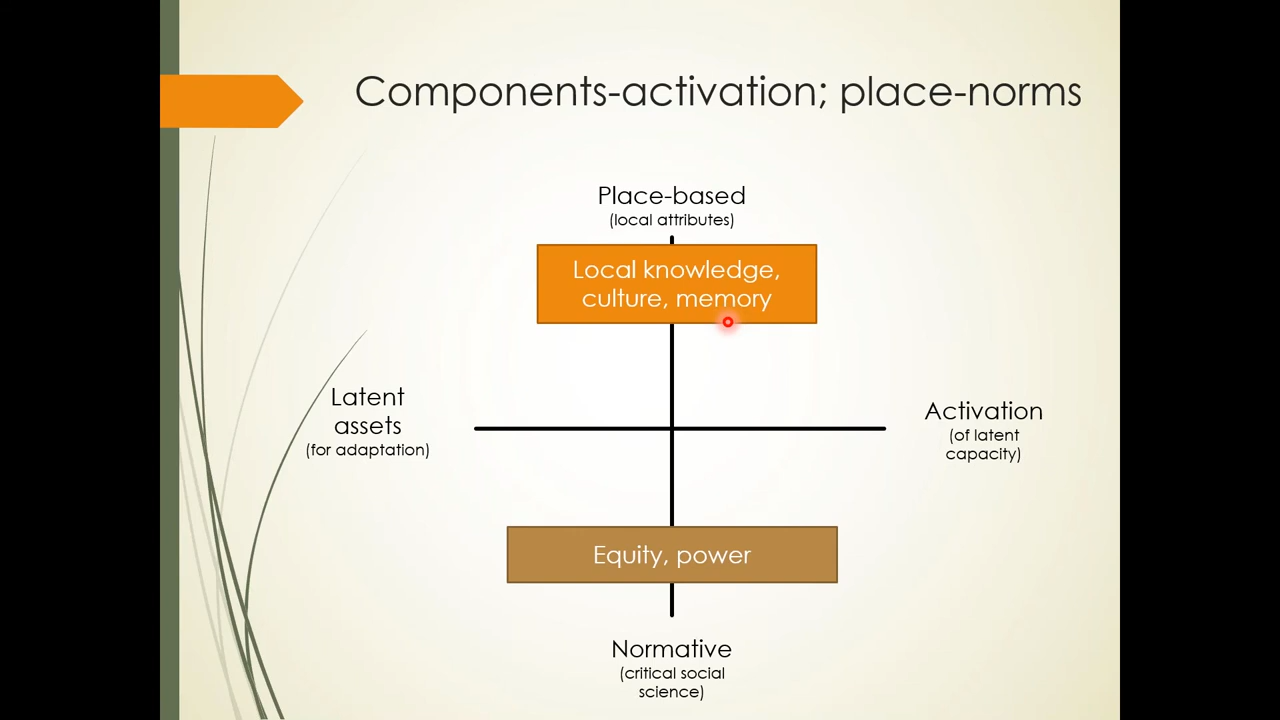 Components-activation; place-norms
Place-based
(local attributes)
Local knowledge,
culture, memory
Latent
assets
(for adaptation)
Activation
(of latent
capacity)
Equity, power
Normative
(critical social
science)